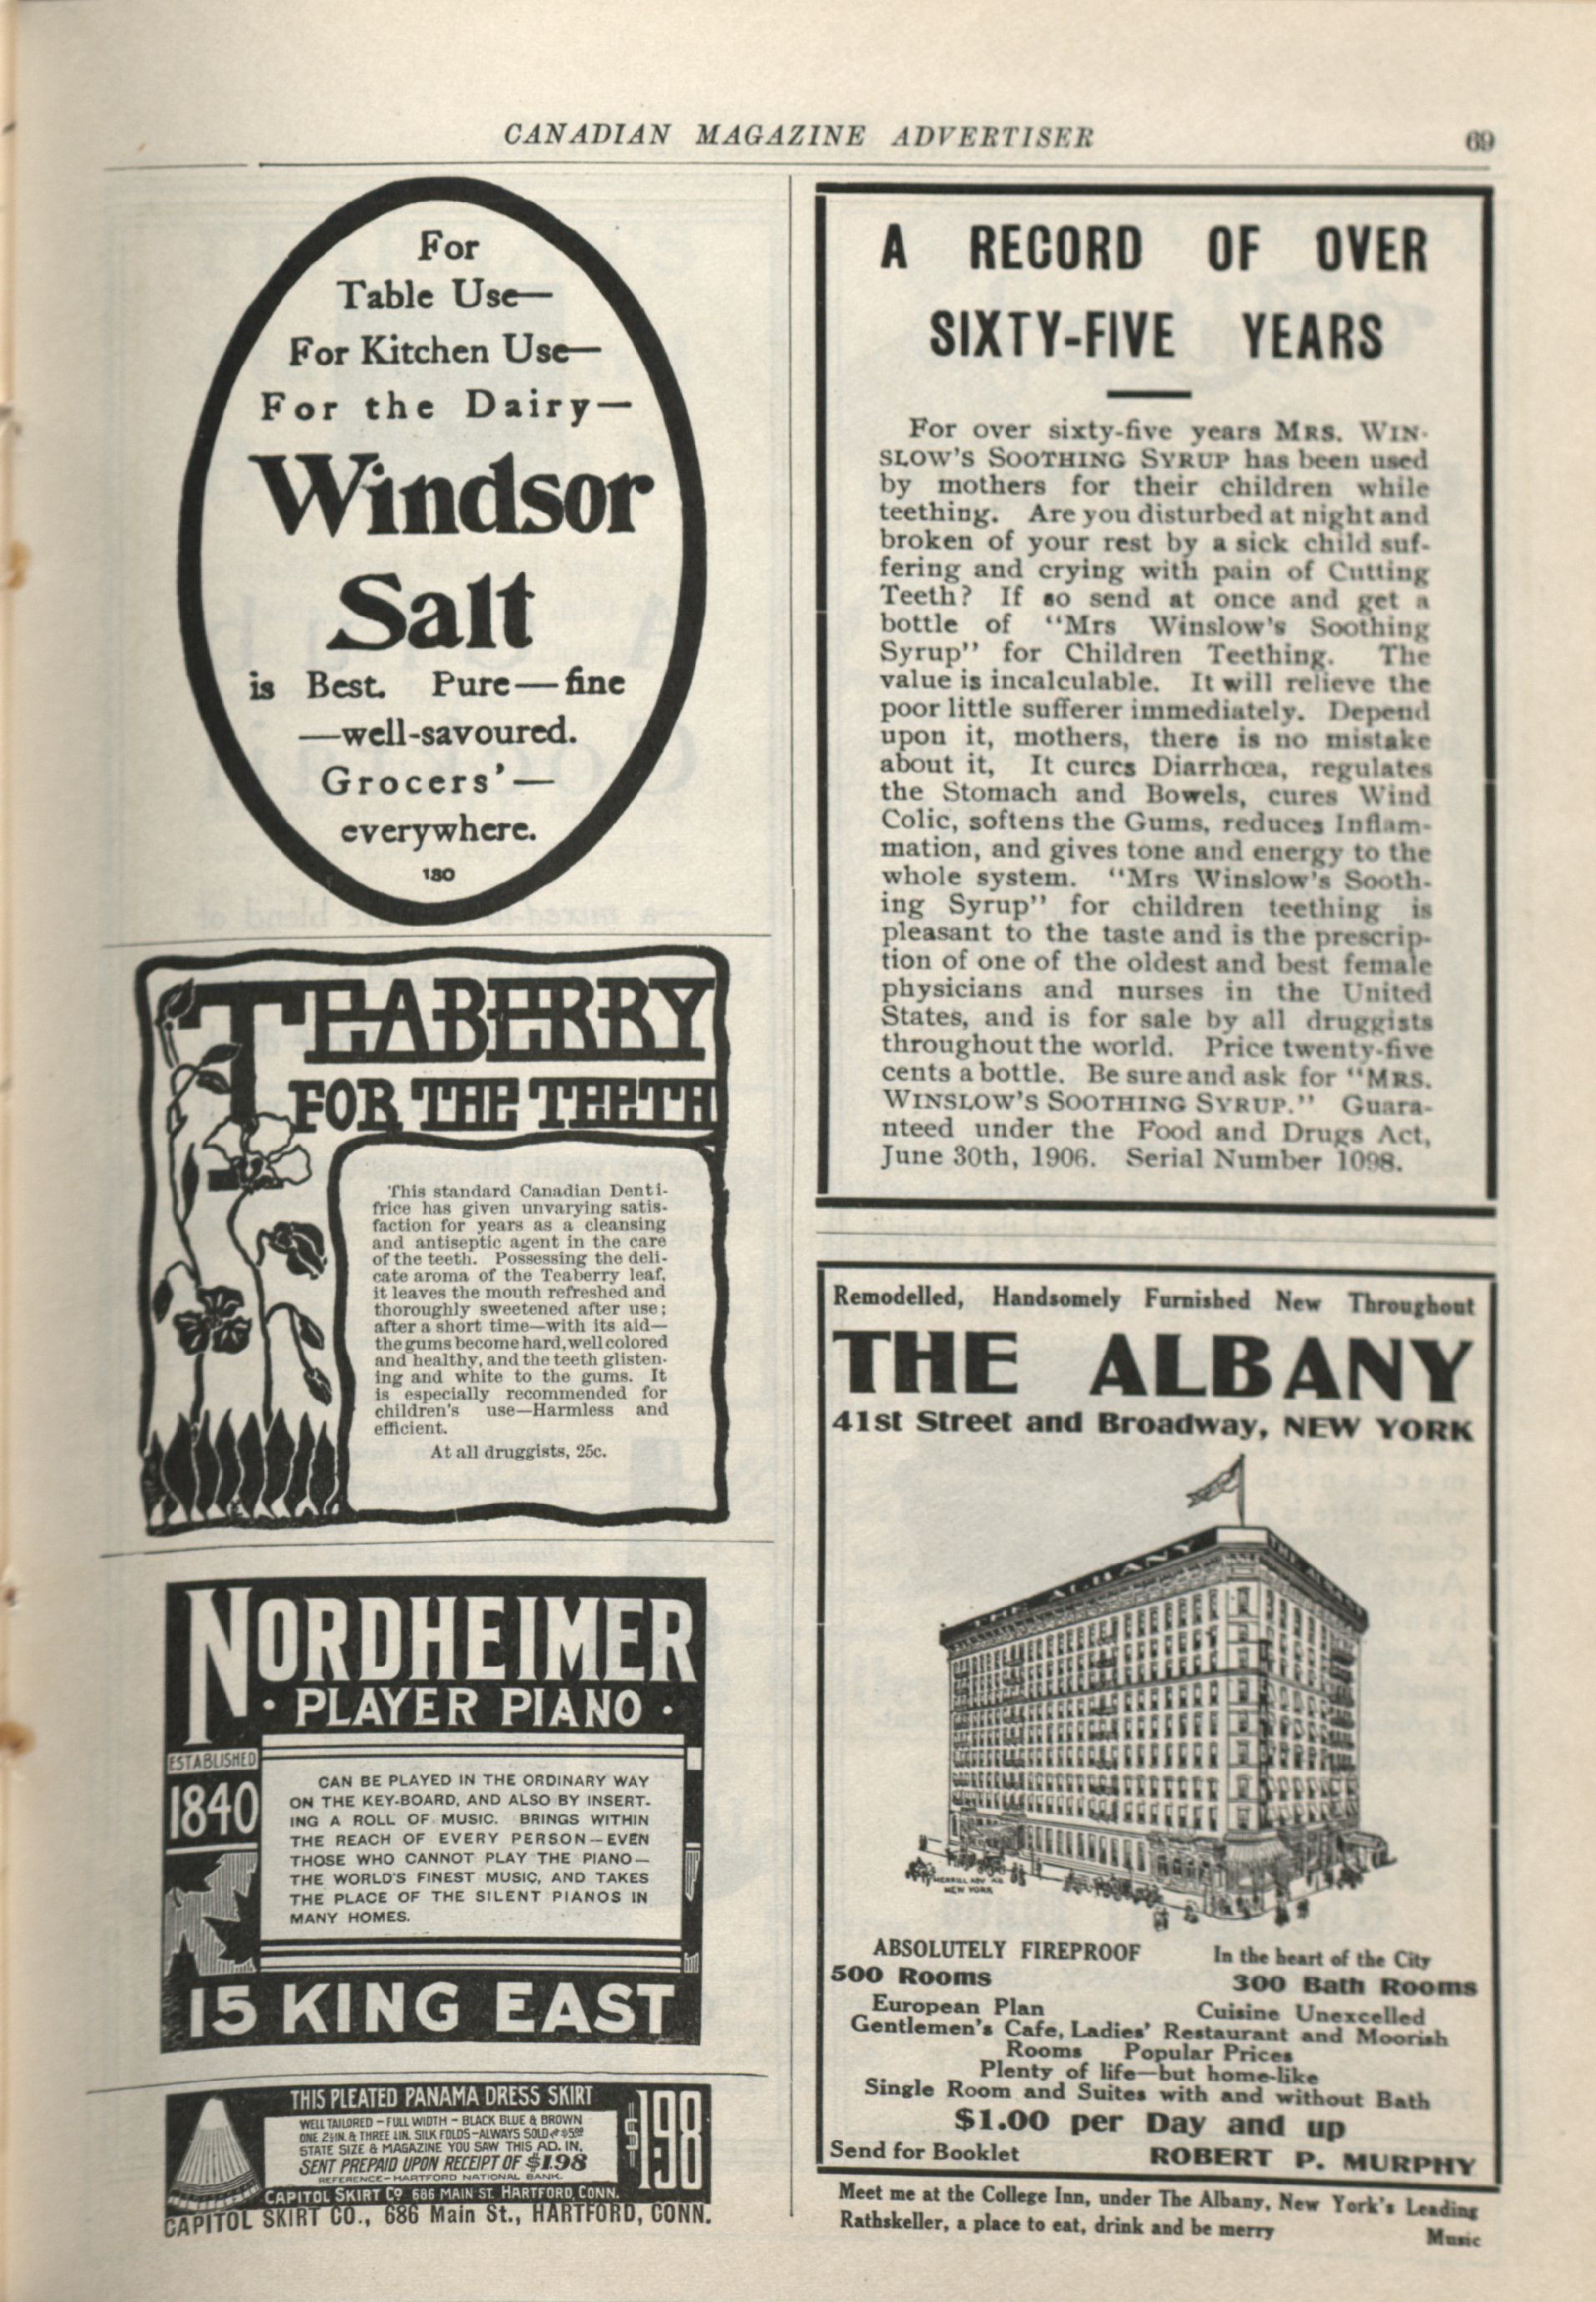 CANADIAN MAGAZINE ADVERTISER
69
For
Table Use—
For Kitchen Use—
For the Dairy—
Windsor
Salt
is Best. Pure—fine
—well-savoured.
Grocers'—
everywhere.
180
TEABERRY
FOR THE TEETH
This standard Canadian Denti-
frice has given unvarying satis-
faction for years as a cleansing
and antiseptic agent in the care
of the teeth. Possessing the deli-
cate aroma of the Teaberry leaf,
it leaves the mouth refreshed and
thoroughly sweetened after use;
after a short time—with its aid—
the gums become hard, well colored
and healthy, and the teeth glisten-
ing and white to the gums. It
is especially recommended for
children's use—Harmless and
efficient.
At all druggists, 25c.
NORDHEIMER
· PLAYER PIANO ·
ESTABLISHED
1840
CAN BE PLAYED IN THE ORDINARY WAY
ON THE KEY-BOARD, AND ALSO BY INSERT-
ING A ROLL OF MUSIC. BRINGS WITHIN
THE REACH OF EVERY PERSON—EVEN
THOSE WHO CANNOT PLAY THE PIANO—
THE WORLD'S FINEST MUSIC, AND TAKES
THE PLACE OF THE SILENT PIANOS IN
MANY HOMES.
15 KING EAST
THIS PLEATED PANAMA DRESS SKIRT
WELL TAILORED - FULL WIDTH - BLACK BLUE & BROWN
ONE 2½ IN. & THREE 1 IN. SILK FOLDS - ALWAYS SOLD @ $5.00
STATE SIZE & MAGAZINE YOU SAW THIS AD. IN.
SENT PREPAID UPON RECEIPT OF $1.98
REFERENCE - HARTFORD NATIONAL BANK.
CAPITOL SKIRT CO 686 MAIN ST. HARTFORD, CONN.
$1.98
CAPITOL SKIRT CO., 686 Main St., HARTFORD, CONN.
A RECORD OF OVER
SIXTY-FIVE YEARS
For over sixty-five years MRS. WIN-
SLOW'S SOOTHING SYRUP has been used
by mothers for their children while
teething. Are you disturbed at night and
broken of your rest by a sick child suf-
fering and crying with pain of Cutting
Teeth? If so send at once and get a
bottle of "Mrs Winslow's Soothing
Syrup" for Children Teething. The
value is incalculable. It will relieve the
poor little sufferer immediately. Depend
upon it, mothers, there is no mistake
about it, It cures Diarrhœa, regulates
the Stomach and Bowels, cures Wind
Colic, softens the Gums, reduces Inflam-
mation, and gives tone and energy to the
whole system. "Mrs Winslow's Sooth-
ing Syrup" for children teething is
pleasant to the taste and is the prescrip-
tion of one of the oldest and best female
physicians and nurses in the United
States, and is for sale by all druggists
throughout the world. Price twenty-five
cents a bottle. Be sure and ask for "MRS.
WINSLOW'S SOOTHING SYRUP." Guara-
nteed under the Food and Drugs Act,
June 30th, 1906. Serial Number 1098.
Remodelled, Handsomely Furnished New Throughout
THE ALBANY
41st Street and Broadway, NEW YORK
THE ALBANY
NEW YORK
ABSOLUTELY FIREPROOF In the heart of the City
500 Rooms 300 Bath Rooms
European Plan Cuisine Unexcelled
Gentlemen's Cafe, Ladies' Restaurant and Moorish
Rooms Popular Prices
Plenty of life—but home-like
Single Room and Suites with and without Bath
$1.00 per Day and up
Send for Booklet ROBERT P. MURPHY
Meet me at the College Inn, under The Albany, New York's Leading
Rathskeller, a place to eat, drink and be merry Music